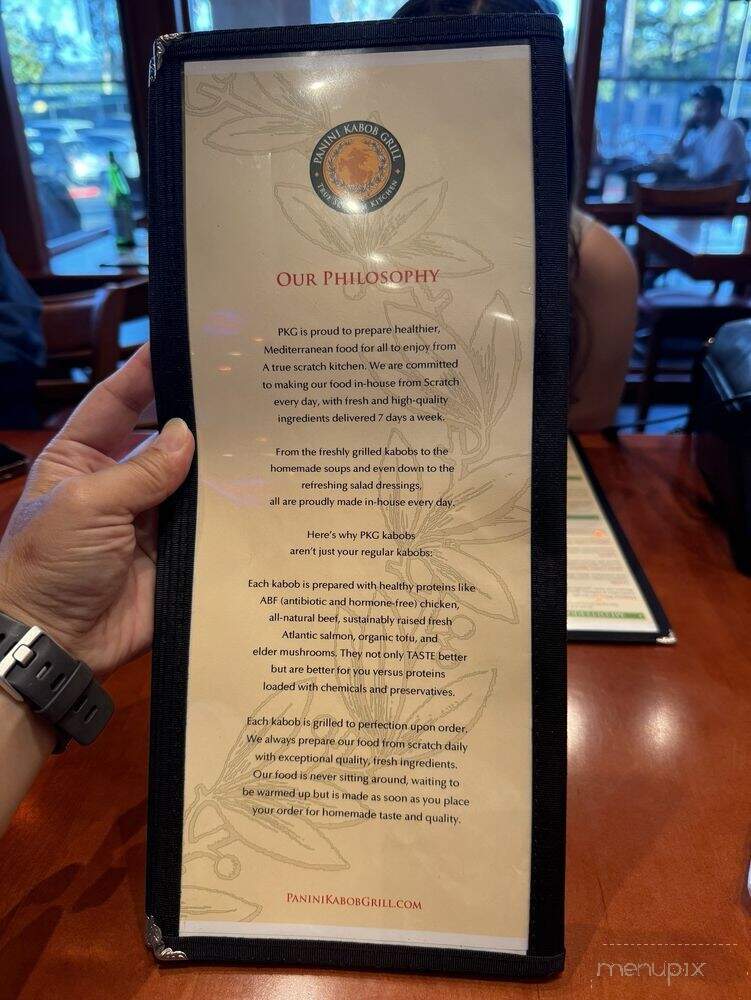 PANINI KABOB GRILL
TRUE SCRATCH KITCHEN
OUR PHILOSOPHY
PKG is proud to prepare healthier,
Mediterranean food for all to enjoy from
A true scratch kitchen. We are committed
to making our food in-house from Scratch
every day, with fresh and high-quality
ingredients delivered 7 days a week.
From the freshly grilled kabobs to the
homemade soups and even down to the
refreshing salad dressings,
all are proudly made in-house every day.
Here's why PKG kabobs
aren't just your regular kabobs:
Each kabob is prepared with healthy proteins like
ABF (antibiotic and hormone-free) chicken,
all-natural beef, sustainably raised fresh
Atlantic salmon, organic tofu, and
elder mushrooms. They not only TASTE better
but are better for you versus proteins
loaded with chemicals and preservatives.
Each kabob is grilled to perfection upon order.
We always prepare our food from scratch daily
with exceptional quality, fresh ingredients.
Our food is never sitting around, waiting to
be warmed up but is made as soon as you place
your order for homemade taste and quality.
PANINIKABOBGRILL.COM
menupix